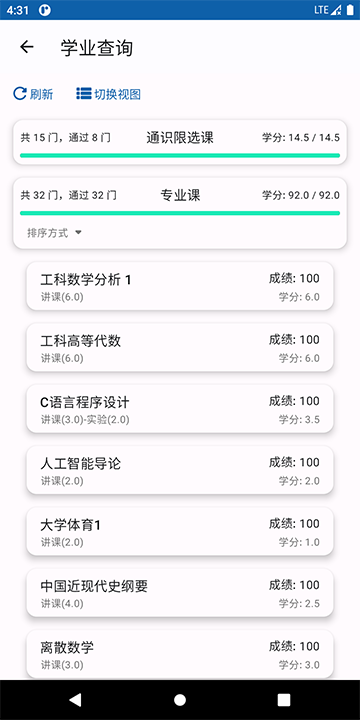 4:31
LTE
学业查询
刷新 切换视图
共 15 门，通过 8 门 通识限选课 学分: 14.5 / 14.5
共 32 门，通过 32 门 专业课 学分: 92.0 / 92.0
排序方式
工科数学分析 1 成绩: 100
讲课(6.0) 学分: 6.0
工科高等代数 成绩: 100
讲课(6.0) 学分: 6.0
C语言程序设计 成绩: 100
讲课(3.0)-实验(2.0) 学分: 3.5
人工智能导论 成绩: 100
讲课(2.0) 学分: 2.0
大学体育1 成绩: 100
讲课(2.0) 学分: 1.0
中国近现代史纲要 成绩: 100
讲课(4.0) 学分: 2.5
离散数学 成绩: 100
讲课(3.0) 学分: 3.0